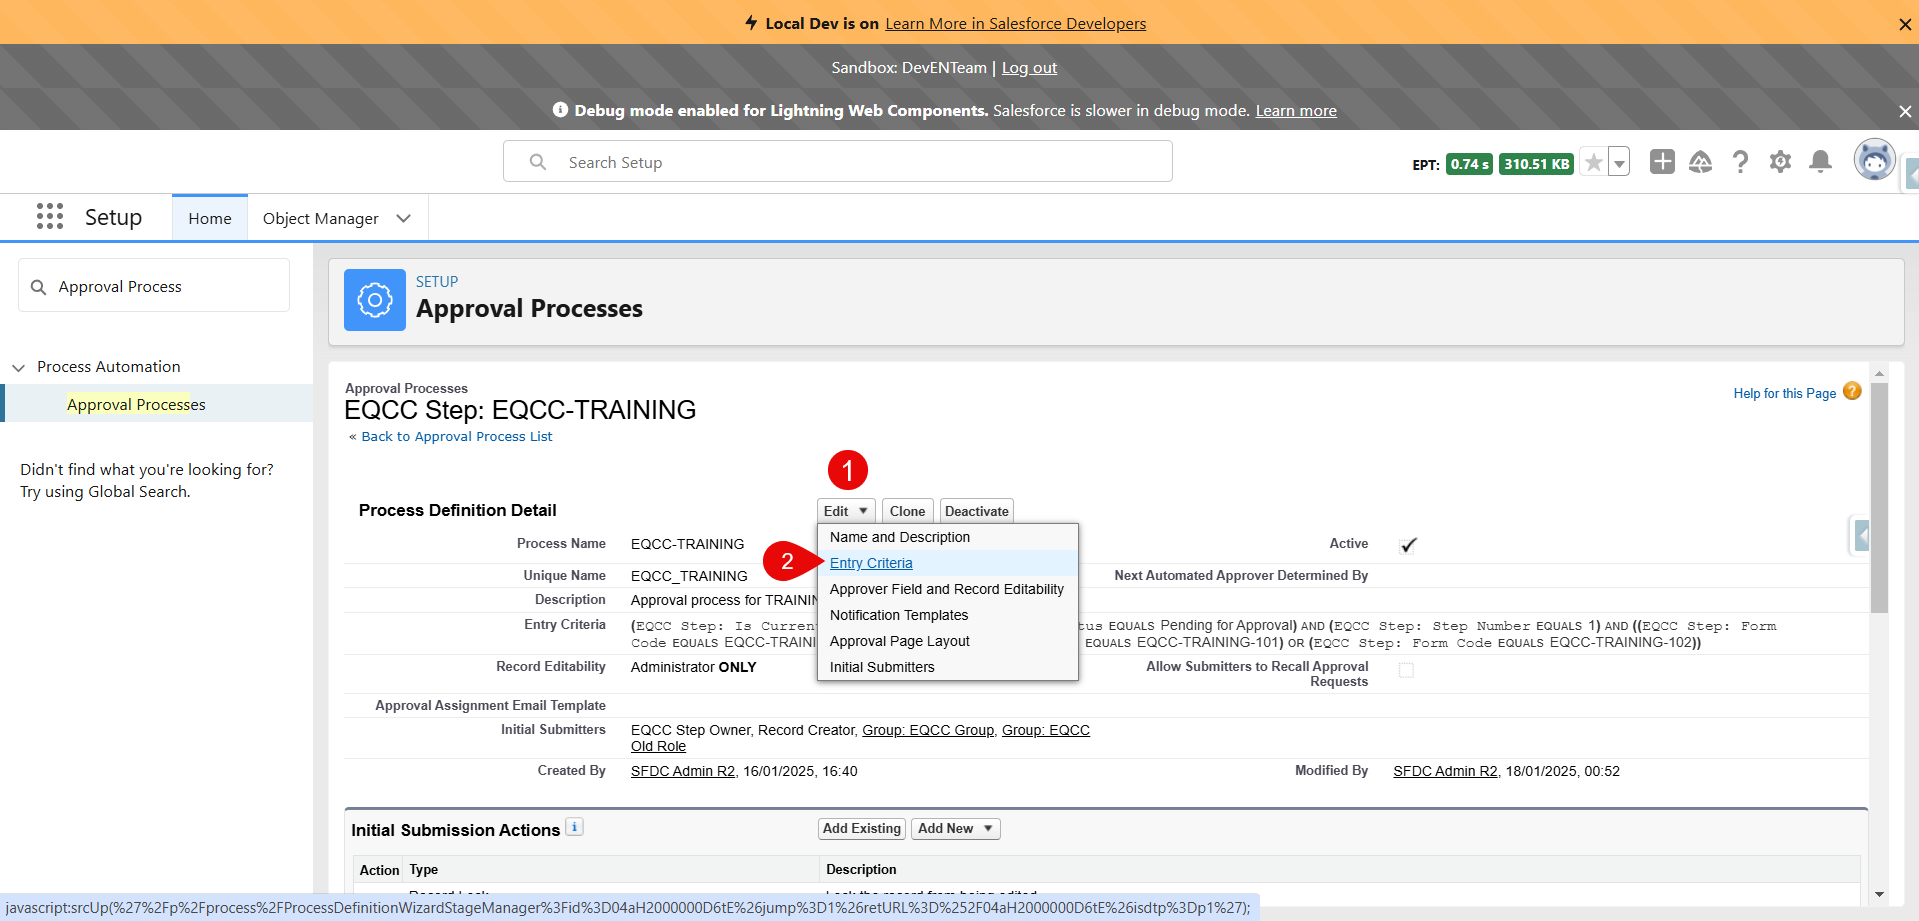 Local Dev is on Learn More in Salesforce Developers
Sandbox: DevENTeam | Log out
Debug mode enabled for Lightning Web Components. Salesforce is slower in debug mode. Learn more
Search Setup
EPT: 0.74 s 310.51 KB
Setup Home Object Manager
Approval Process
Process Automation
Approval Processes
Didn't find what you're looking for?
Try using Global Search.
SETUP
Approval Processes
Approval Processes
EQCC Step: EQCC-TRAINING
« Back to Approval Process List
Help for this Page ?
1
Process Definition Detail
Edit Clone Deactivate
Name and Description
2
Entry Criteria
Approver Field and Record Editability
Notification Templates
Approval Page Layout
Initial Submitters
Process Name EQCC-TRAINING
Active
Unique Name EQCC_TRAINING
Next Automated Approver Determined By
Description Approval process for
Entry Criteria (EQCC Step: Is EQUALS Pending for Approval) AND (EQCC Step: Step Number EQUALS 1) AND ((EQCC Step: Form
Code EQUALS EQUALS EQCC-TRAINING-101) OR (EQCC Step: Form Code EQUALS EQCC-TRAINING-102))
Record Editability Administrator ONLY
Allow Submitters to Recall Approval
Requests
Approval Assignment Email Template
Initial Submitters EQCC Step Owner, Record Creator, Group: EQCC Group, Group: EQCC
Old Role
Created By SFDC Admin R2, 16/01/2025, 16:40
Modified By SFDC Admin R2, 18/01/2025, 00:52
Initial Submission Actions i
Add Existing Add New
Action Type Description
javascript:srcUp(%27%2Fp%2Fprocess%2FProcessDefinitionWizardStageManager%3Fid%3D04aH2000000D6tE%26jump%3D1%26retURL%3D%252F04aH2000000D6tE%26isdtp%3Dp1%27);